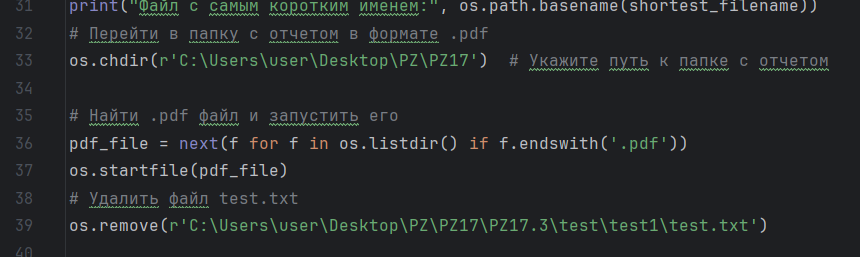 31 print("Файл с самым коротким именем:", os.path.basename(shortest_filename))
32 # Перейти в папку с отчетом в формате .pdf
33 os.chdir(r'C:\Users\user\Desktop\PZ\PZ17')  # Укажите путь к папке с отчетом
34
35 # Найти .pdf файл и запустить его
36 pdf_file = next(f for f in os.listdir() if f.endswith('.pdf'))
37 os.startfile(pdf_file)
38 # Удалить файл test.txt
39 os.remove(r'C:\Users\user\Desktop\PZ\PZ17\PZ17.3\test\test1\test.txt')
40